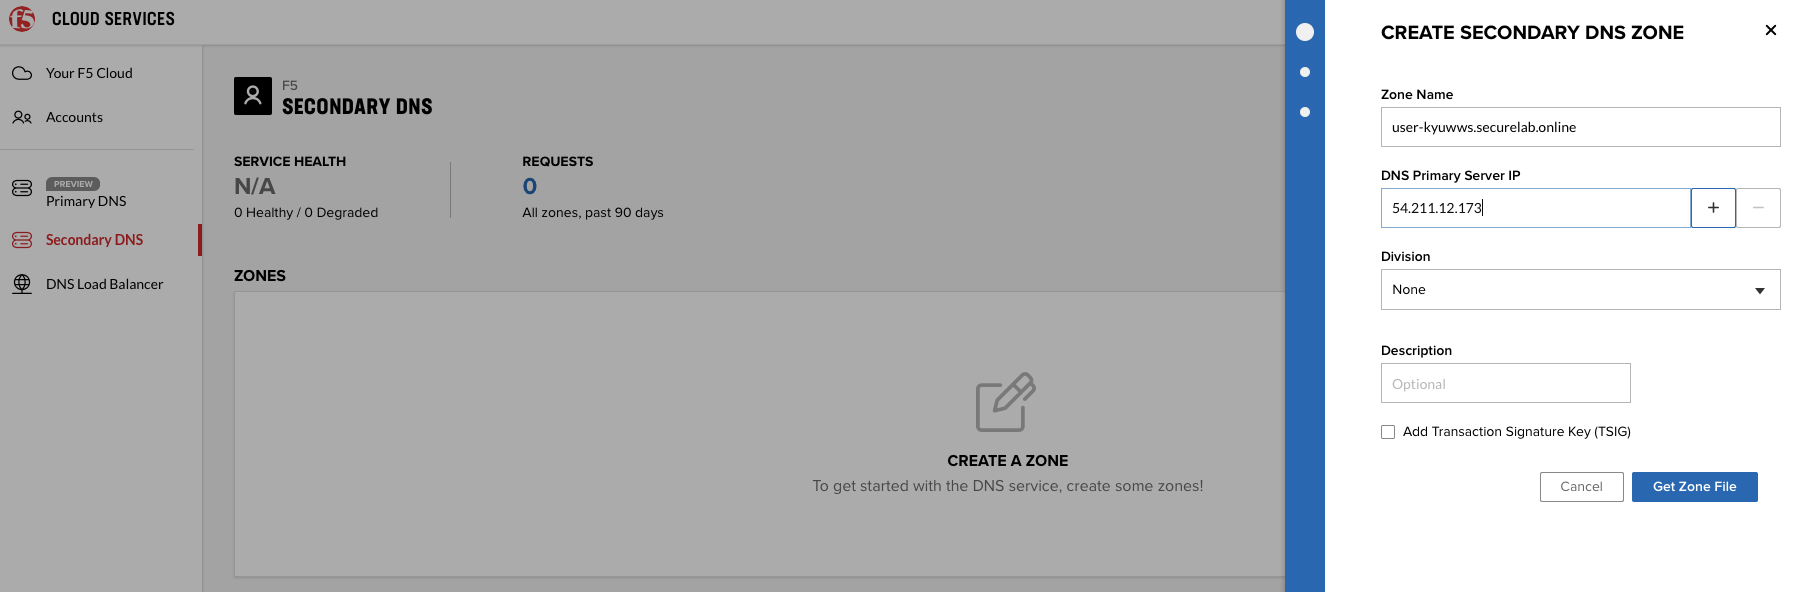 f5 CLOUD SERVICES
Your F5 Cloud
Accounts
PREVIEW
Primary DNS
Secondary DNS
DNS Load Balancer
F5
SECONDARY DNS
SERVICE HEALTH
N/A
0 Healthy / 0 Degraded
REQUESTS
0
All zones, past 90 days
ZONES
CREATE A ZONE
To get started with the DNS service, create some zones!
CREATE SECONDARY DNS ZONE
Zone Name
user-kyuwws.securelab.online
DNS Primary Server IP
54.211.12.173
Division
None
Description
Optional
Add Transaction Signature Key (TSIG)
Cancel
Get Zone File